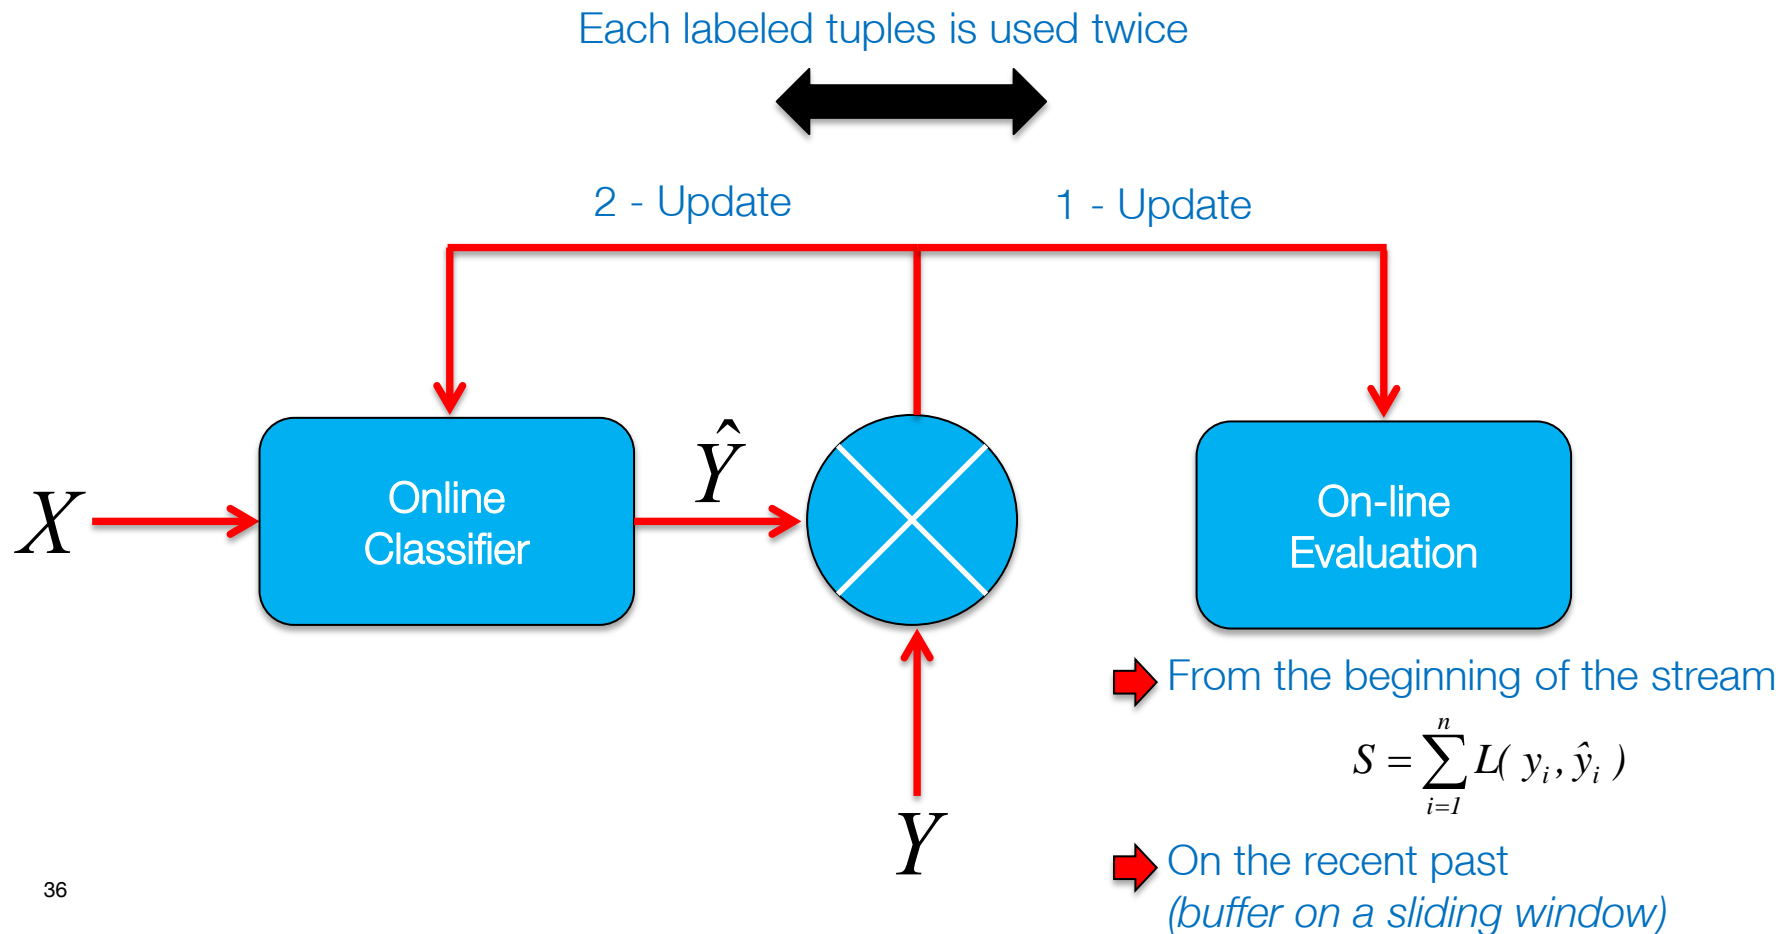 Each labeled tuples is used twice
2 - Update
1 - Update
X
Online
Classifier
Ŷ
On-line
Evaluation
Y
From the beginning of the stream
S = ∑_{i=1}^{n} L( y_i , ŷ_i )
On the recent past
(buffer on a sliding window)
36